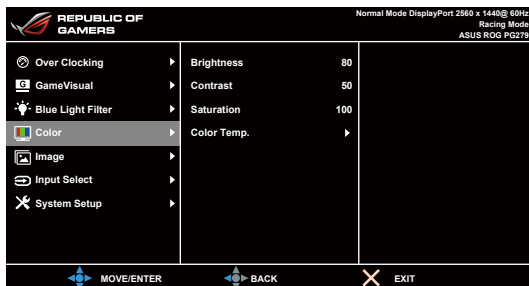 REPUBLIC OF
GAMERS
Normal Mode DisplayPort 2560 x 1440@ 60Hz
Racing Mode
ASUS ROG PG279
Over Clocking
Brightness 80
G GameVisual
Contrast 50
Blue Light Filter
Saturation 100
Color
Color Temp.
Image
Input Select
System Setup
MOVE/ENTER BACK EXIT